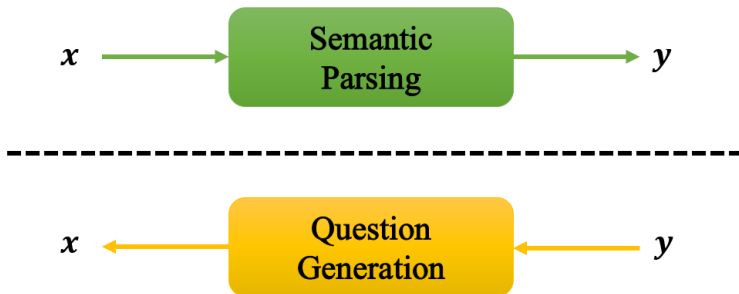 x
Semantic
Parsing
y
x
Question
Generation
y